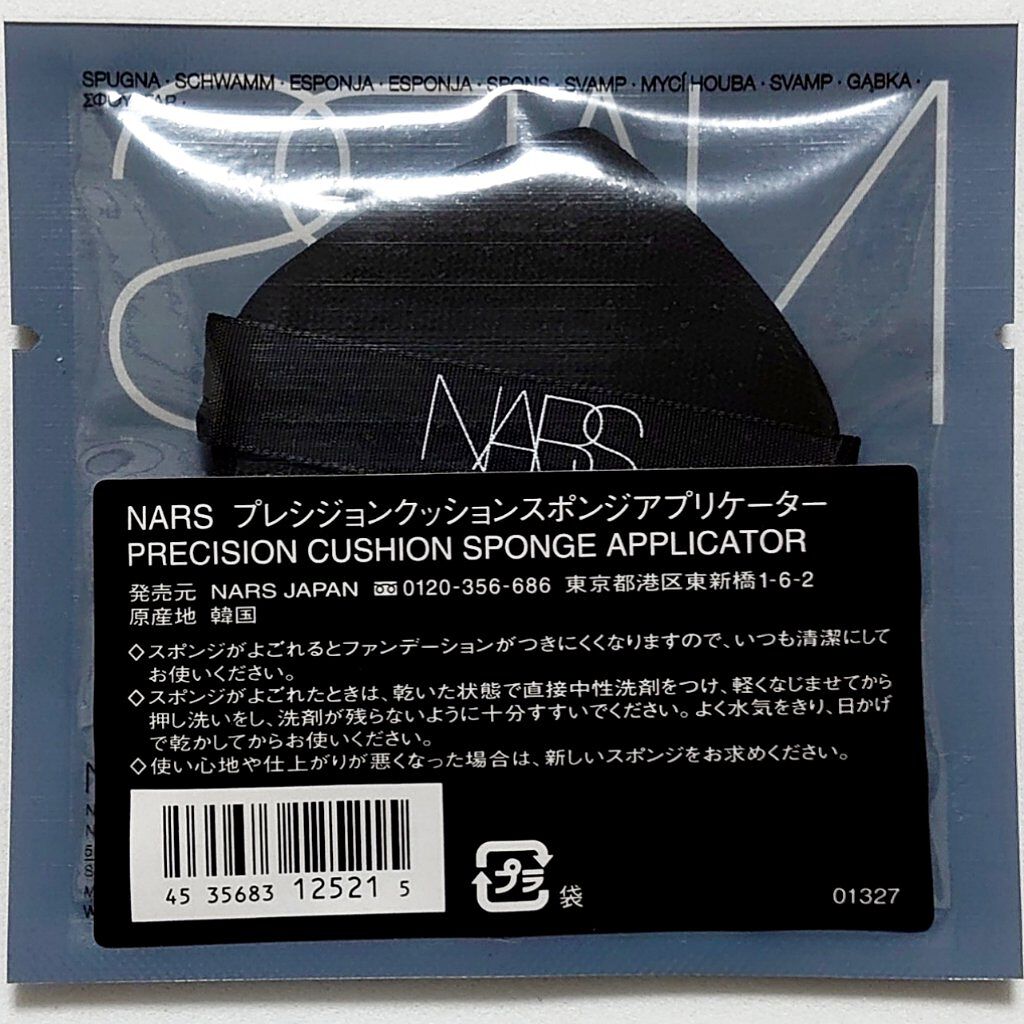 SPUGNA · SCHWAMM · ESPONJA · ESPONJA · SPONS · SVAMP · MYCÍ HOUBA · SVAMP · GĄBKA ·
NARS
NARS プレシジョンクッションスポンジアプリケーター
PRECISION CUSHION SPONGE APPLICATOR
発売元 NARS JAPAN 0120-356-686 東京都港区東新橋1-6-2
原産地 韓国
◇スポンジがよごれるとファンデーションがつきにくくなりますので、いつも清潔にして
お使いください。
◇スポンジがよごれたときは、乾いた状態で直接中性洗剤をつけ、軽くなじませてから
押し洗いをし、洗剤が残らないように十分すすいでください。よく水気をきり、日かげ
で乾かしてからお使いください。
◇使い心地や仕上がりが悪くなった場合は、新しいスポンジをお求めください。
45 35683 12521 5
プラ
袋
01327